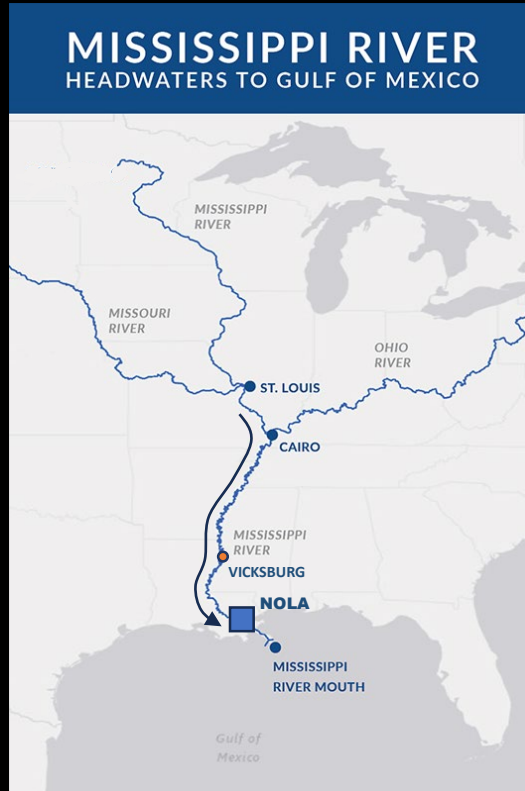 MISSISSIPPI RIVER
HEADWATERS TO GULF OF MEXICO
MISSISSIPPI
RIVER
MISSOURI
RIVER
OHIO
RIVER
ST. LOUIS
CAIRO
MISSISSIPPI
RIVER
VICKSBURG
NOLA
MISSISSIPPI
RIVER MOUTH
Gulf of
Mexico